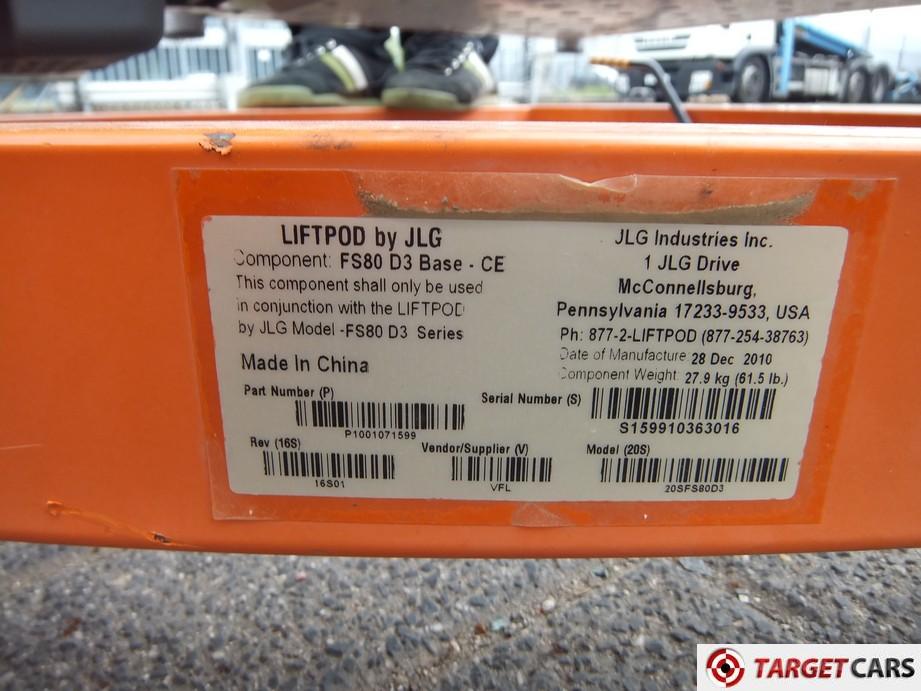 LIFTPOD by JLG
Component: FS80 D3 Base - CE
This component shall only be used
in conjunction with the LIFTPOD
by JLG Model -FS80 D3 Series
Made In China
JLG Industries Inc.
1 JLG Drive
McConnellsburg,
Pennsylvania 17233-9533, USA
Ph: 877-2-LIFTPOD (877-254-38763)
Date of Manufacture 28 Dec 2010
Component Weight: 27.9 kg (61.5 lb.)
Part Number (P)
P1001071599
Serial Number (S)
S159910363016
Rev (16S)
16S01
Vendor/Supplier (V)
VFL
Model (20S)
20SFS80D3
TARGETCARS